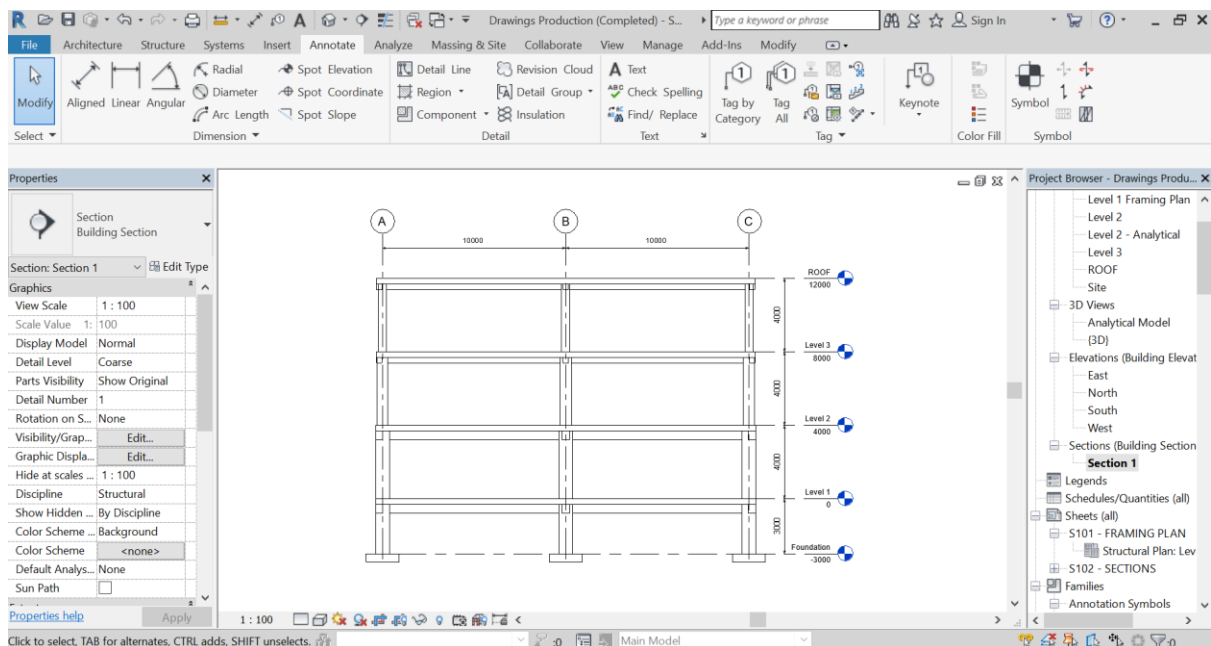 Drawings Production (Completed) - S... Type a keyword or phrase Sign In
File Architecture Structure Systems Insert Annotate Analyze Massing & Site Collaborate View Manage Add-Ins Modify
Radial Spot Elevation Detail Line Revision Cloud A Text
Diameter Spot Coordinate Region Detail Group Check Spelling
Modify Aligned Linear Angular Arc Length Spot Slope Component Insulation Find/ Replace Tag by Category Tag All Keynote Symbol
Select Dimension Detail Text Tag Color Fill Symbol
Properties
Section
Building Section
Section: Section 1 Edit Type
Graphics
View Scale 1 : 100
Scale Value 1: 100
Display Model Normal
Detail Level Coarse
Parts Visibility Show Original
Detail Number 1
Rotation on S... None
Visibility/Grap... Edit...
Graphic Displa... Edit...
Hide at scales ... 1 : 100
Discipline Structural
Show Hidden ... By Discipline
Color Scheme ... Background
Color Scheme <none>
Default Analys... None
Sun Path
Properties help Apply
A B C
10000 10000
ROOF
12000
4000
Level 3
8000
4000
Level 2
4000
4000
Level 1
0
3000
Foundation
-3000
1 : 100
Project Browser - Drawings Produ...
Level 1 Framing Plan
Level 2
Level 2 - Analytical
Level 3
ROOF
Site
3D Views
Analytical Model
{3D}
Elevations (Building Elevat
East
North
South
West
Sections (Building Section
Section 1
Legends
Schedules/Quantities (all)
Sheets (all)
S101 - FRAMING PLAN
Structural Plan: Lev
S102 - SECTIONS
Families
Annotation Symbols
Click to select, TAB for alternates, CTRL adds, SHIFT unselects. :0 Main Model :0